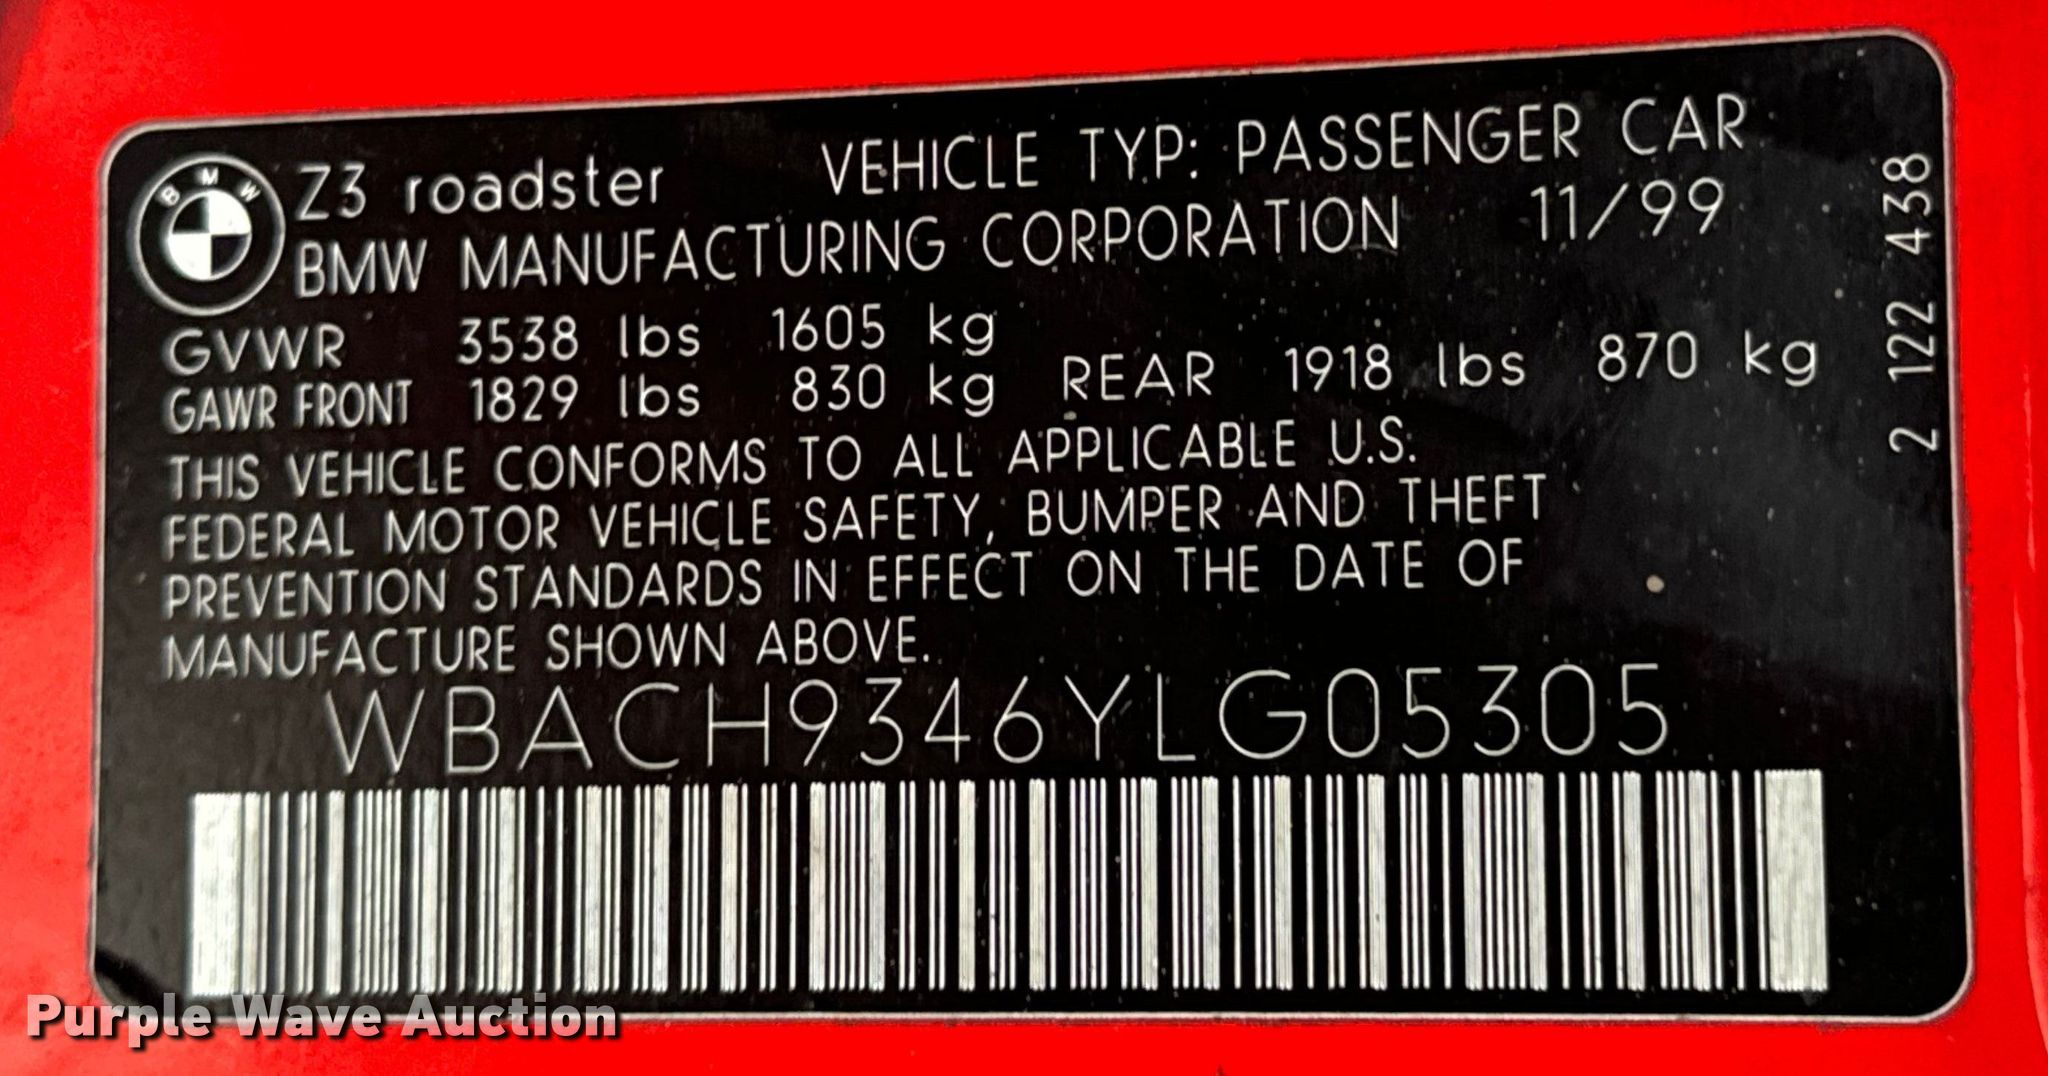 BMW
Z3 roadster VEHICLE TYP: PASSENGER CAR
BMW MANUFACTURING CORPORATION 11/99
GVWR 3538 lbs 1605 kg
GAWR FRONT 1829 lbs 830 kg REAR 1918 lbs 870 kg
THIS VEHICLE CONFORMS TO ALL APPLICABLE U.S.
FEDERAL MOTOR VEHICLE SAFETY, BUMPER AND THEFT
PREVENTION STANDARDS IN EFFECT ON THE DATE OF
MANUFACTURE SHOWN ABOVE.
WBACH9346YLG05305
2 122 438
Purple Wave Auction